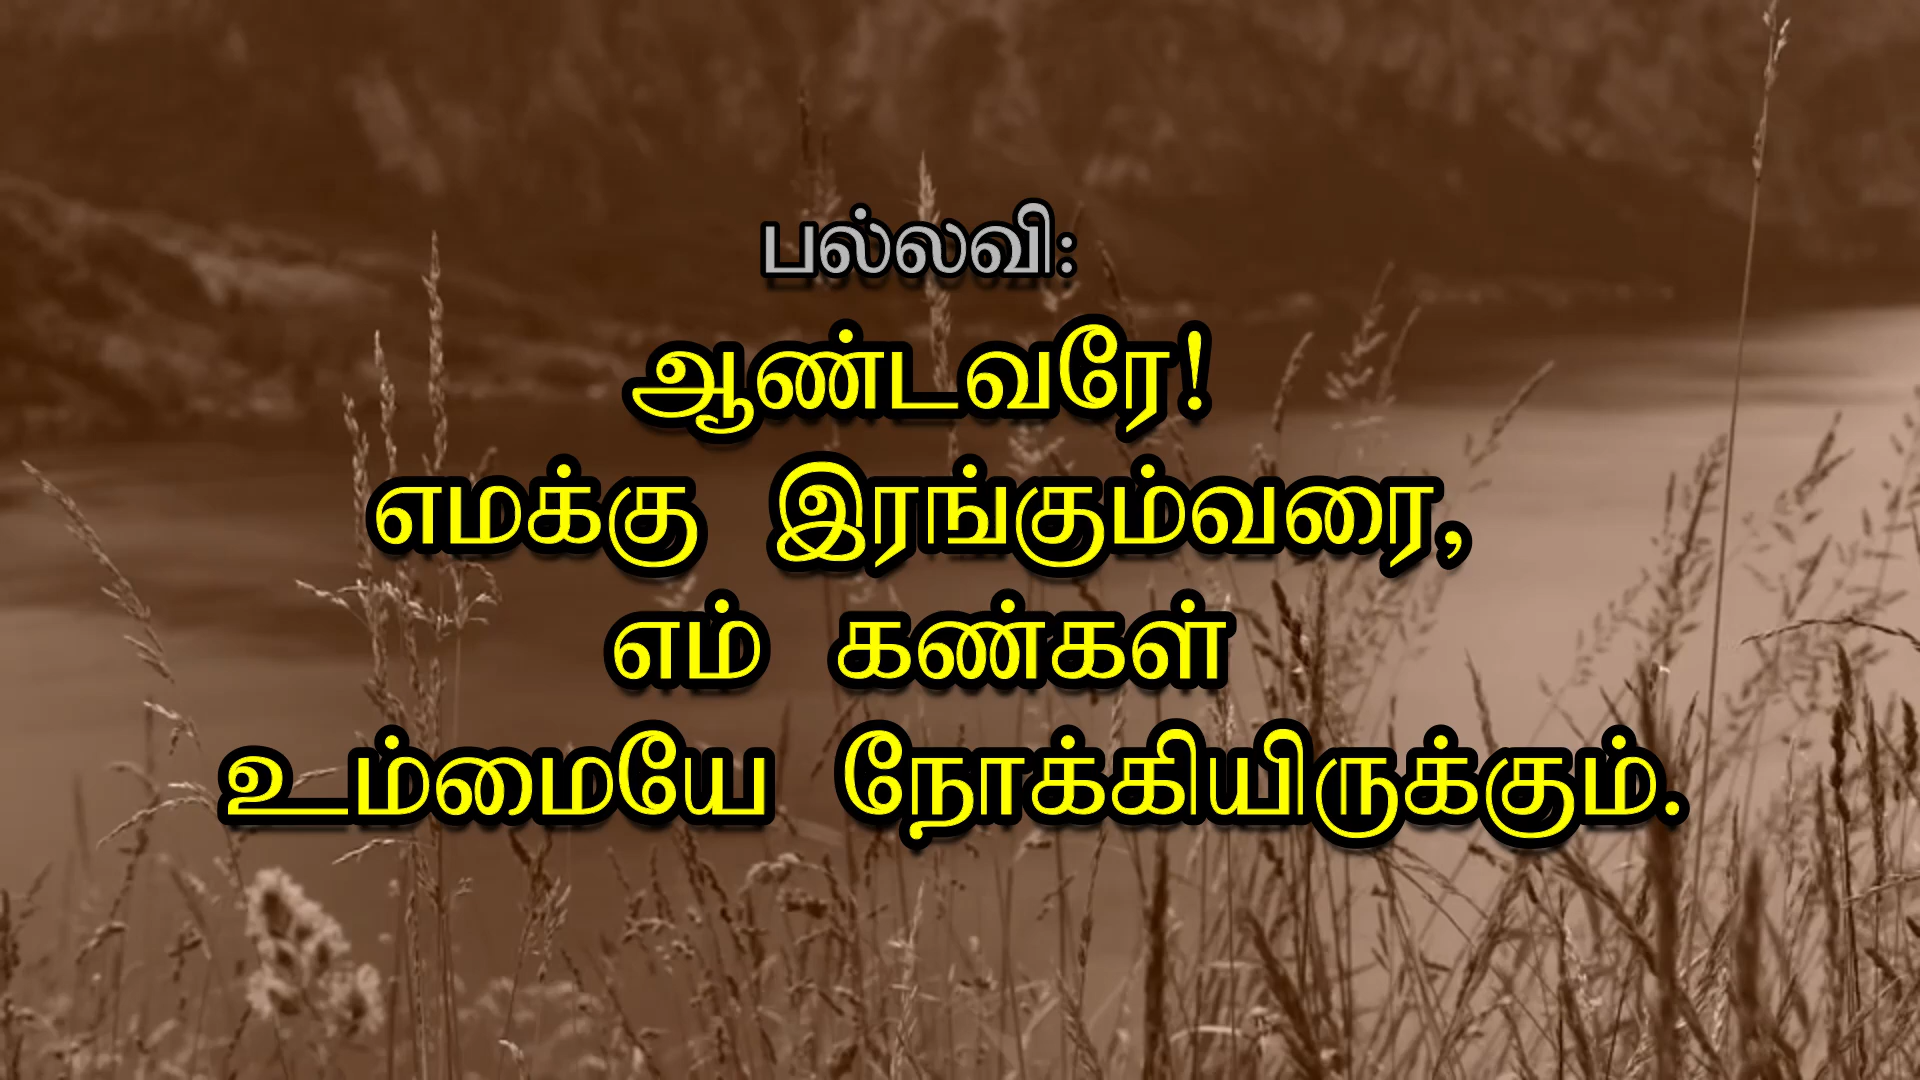 பல்லவி:
ஆண்டவரே!
எமக்கு இரங்கும்வரை,
எம் கண்கள்
உம்மையே நோக்கியிருக்கும்.